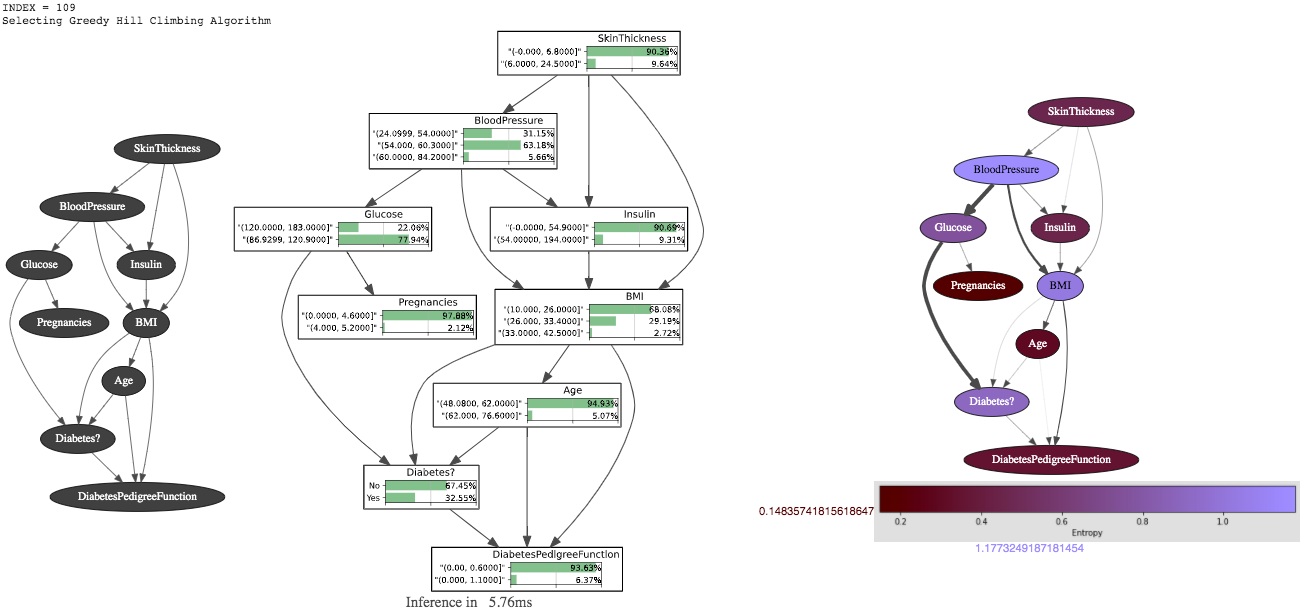 INDEX = 109
Selecting Greedy Hill Climbing Algorithm
SkinThickness
BloodPressure
Glucose
Insulin
Pregnancies
BMI
Age
Diabetes?
DiabetesPedigreeFunction
SkinThickness
"(-0.000, 6.8000]" 90.36%
"(6.0000, 24.5000]" 9.64%
BloodPressure
"(24.0999, 54.0000]" 31.15%
"(54.000, 60.3000]" 63.18%
"(60.0000, 84.2000]" 5.66%
Glucose
"(120.0000, 183.0000]" 22.06%
"(86.9299, 120.9000]" 77.94%
Insulin
"(-0.0000, 54.9000]" 90.69%
"(54.00000, 194.0000]" 9.31%
Pregnancies
"(0.0000, 4.6000]" 97.88%
"(4.000, 5.2000]" 2.12%
BMI
"(10.000, 26.0000]" 68.08%
"(26.000, 33.4000]" 29.19%
"(33.0000, 42.5000]" 2.72%
Age
"(48.0800, 62.0000]" 94.93%
"(62.000, 76.6000]" 5.07%
Diabetes?
No 67.45%
Yes 32.55%
DiabetesPedigreeFunction
"(0.00, 0.6000]" 93.63%
"(0.000, 1.1000]" 6.37%
Inference in 5.76ms
SkinThickness
BloodPressure
Glucose
Insulin
Pregnancies
BMI
Age
Diabetes?
DiabetesPedigreeFunction
0.14835741815618647
0.2 0.4 0.6 0.8 1.0
Entropy
1.1773249187181454